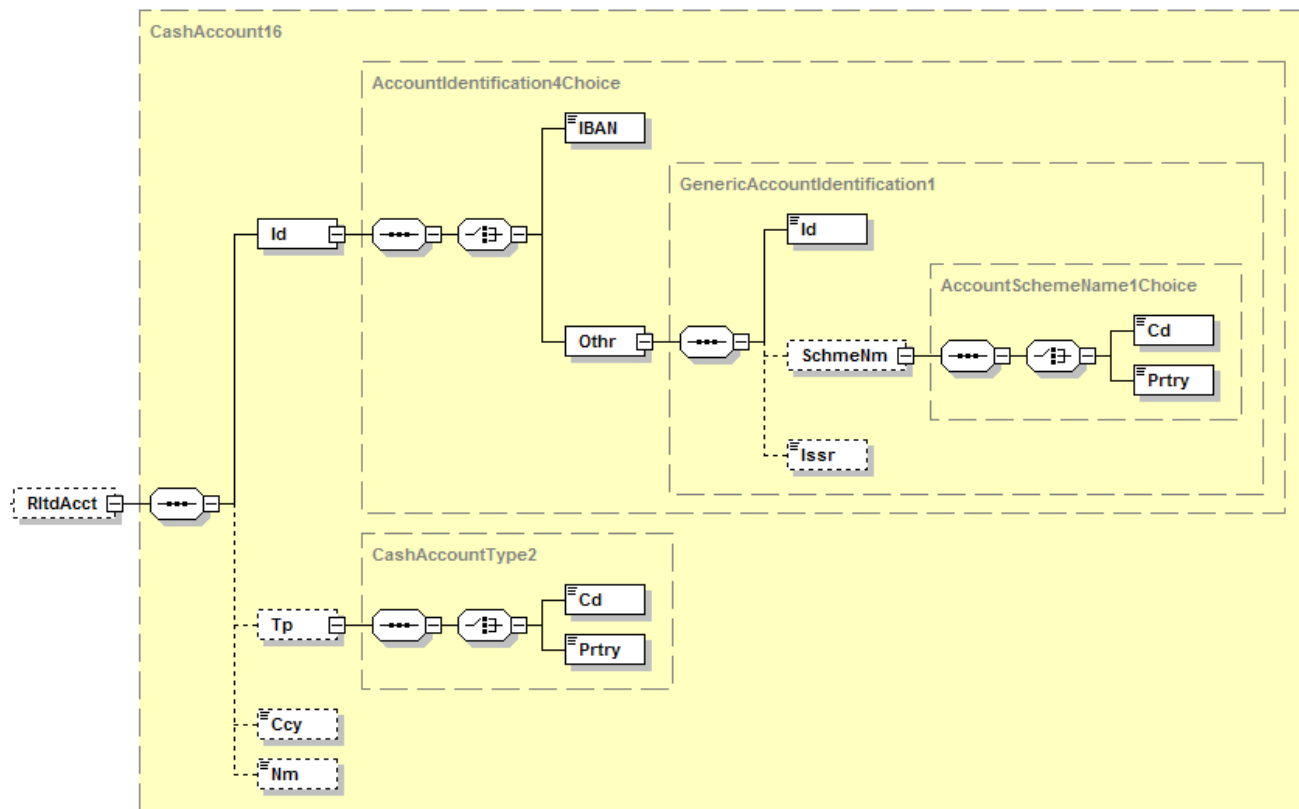 CashAccount16
AccountIdentification4Choice
IBAN
GenericAccountIdentification1
Id
Id
AccountSchemeName1Choice
Cd
Othr
SchmeNm
Prtry
Issr
RltdAcct
CashAccountType2
Cd
Tp
Prtry
Ccy
Nm